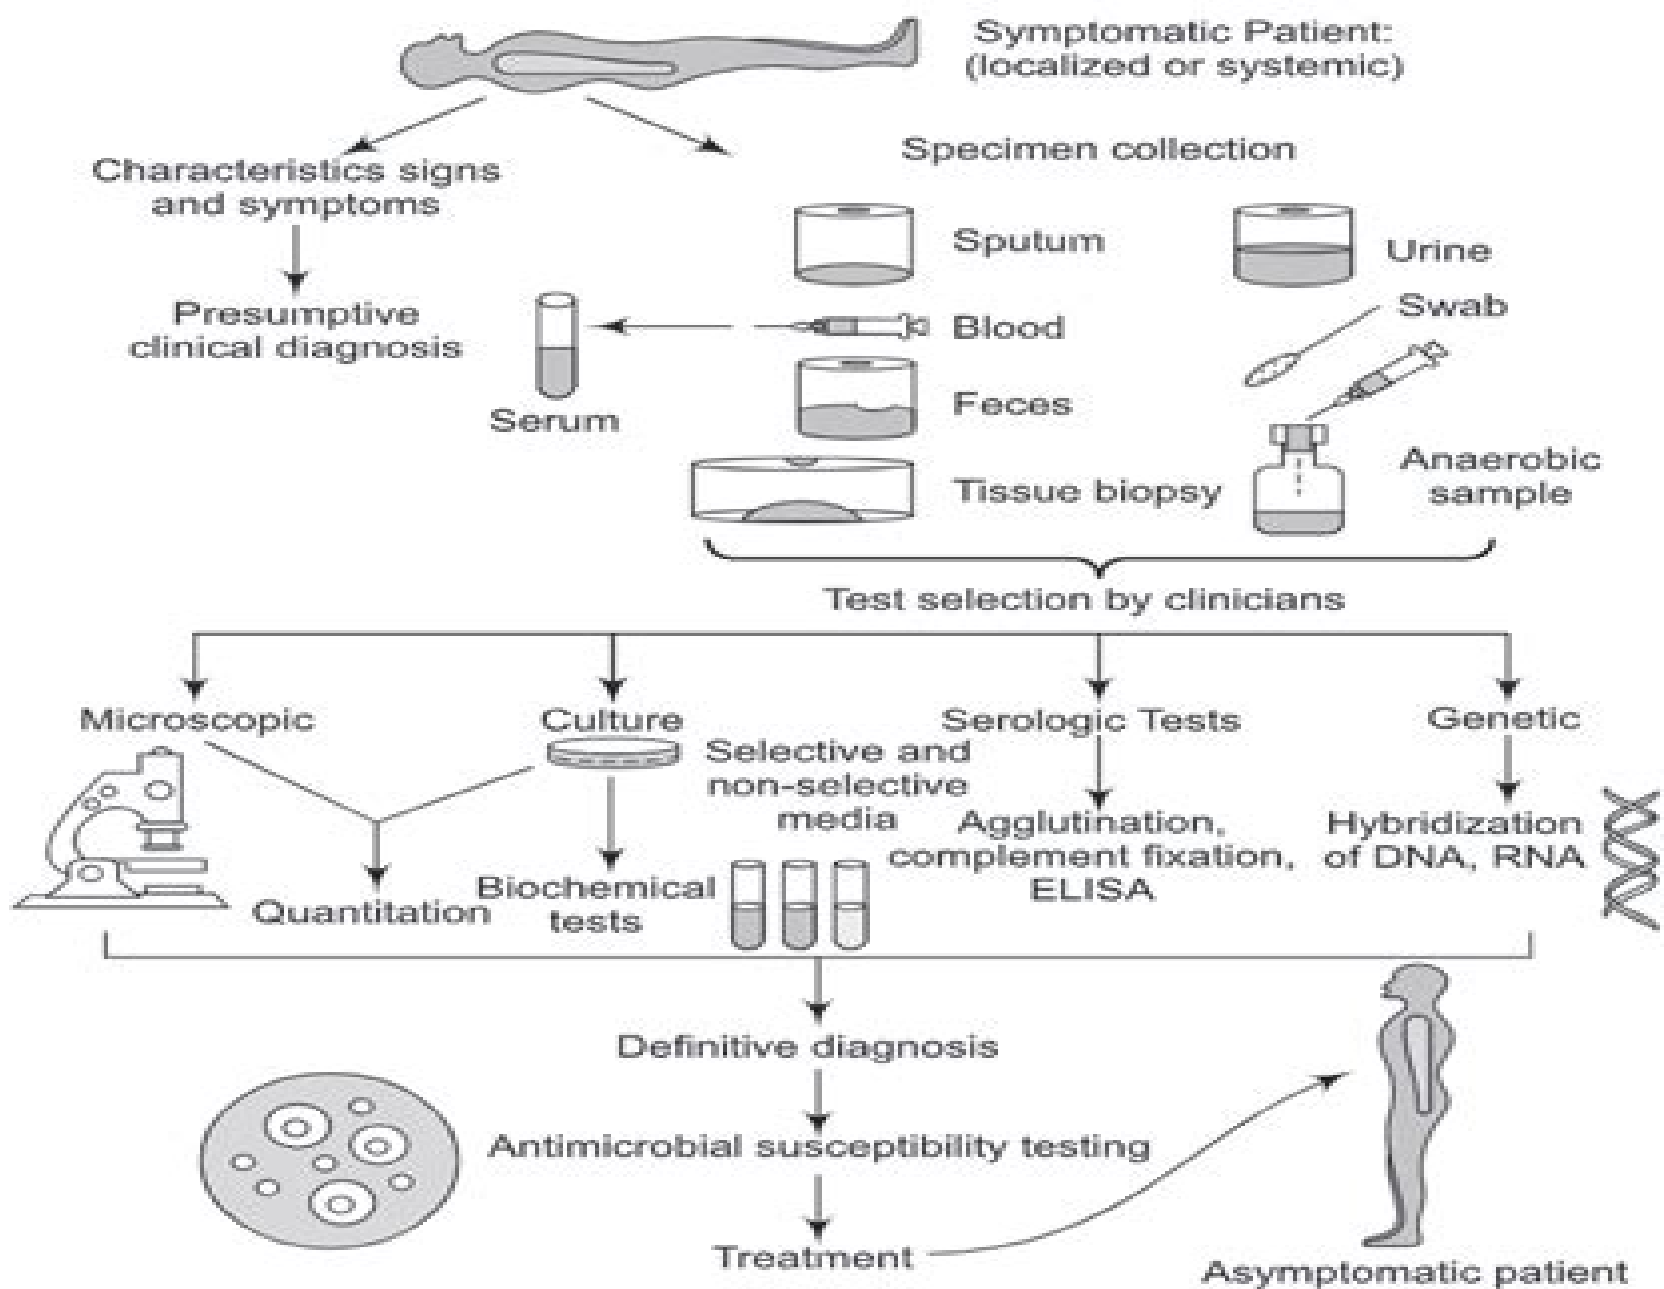 Symptomatic Patient:
(localized or systemic)
Characteristics signs
and symptoms
Presumptive
clinical diagnosis
Specimen collection
Sputum
Urine
Swab
Blood
Serum
Feces
Anaerobic
sample
Tissue biopsy
Test selection by clinicians
Microscopic
Culture
Selective and
non-selective
media
Serologic Tests
Genetic
Quantitation
Biochemical
tests
Agglutination,
complement fixation,
ELISA
Hybridization
of DNA, RNA
Definitive diagnosis
Antimicrobial susceptibility testing
Treatment
Asymptomatic patient